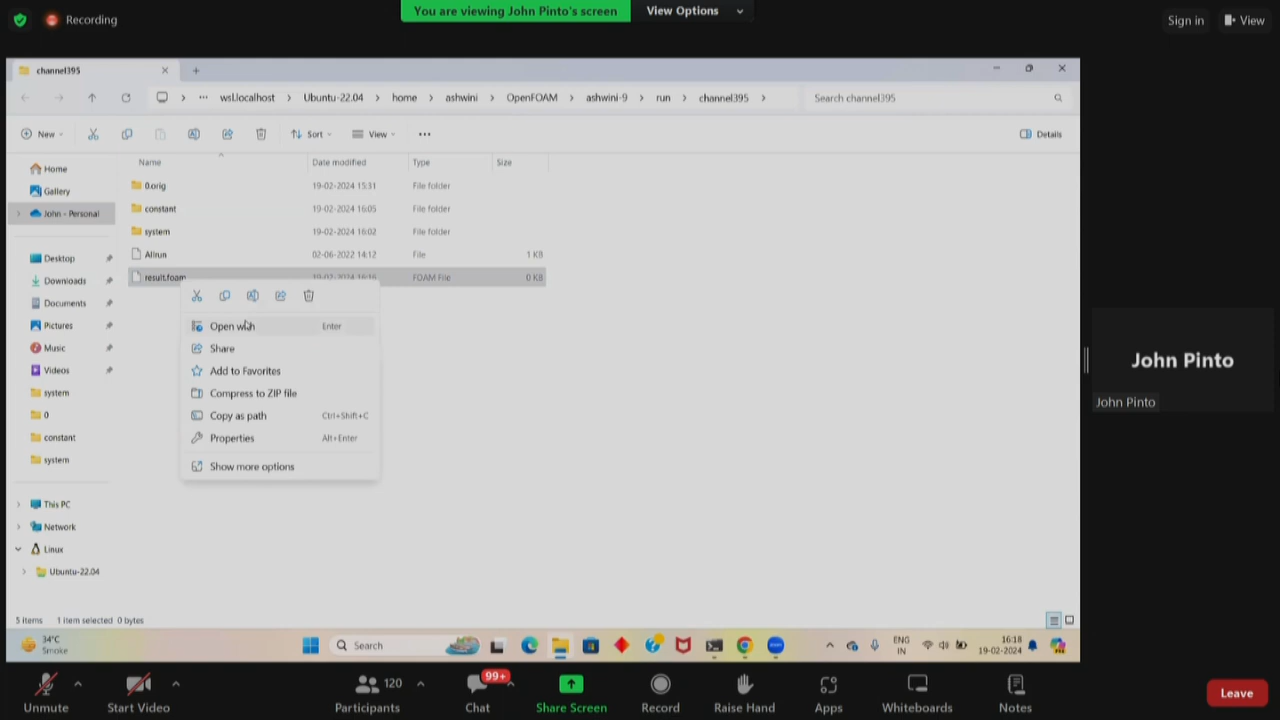 Recording
You are viewing John Pinto's screen
View Options
Sign in
View
channel395
wsl.localhost > Ubuntu-22.04 > home > ashwini > OpenFOAM > ashwini-9 > run > channel395 >
Search channel395
New
Sort
View
Details
Name Date modified Type Size
Home
Gallery
John - Personal
Desktop
Downloads
Documents
Pictures
Music
Videos
system
0
constant
system
This PC
Network
Linux
Ubuntu-22.04
0.orig 19-02-2024 15:31 File folder
constant 19-02-2024 16:05 File folder
system 19-02-2024 16:02 File folder
Allrun 02-06-2022 14:12 File 1 KB
result.foam 19-02-2024 16:16 FOAM File 0 KB
Open with Enter
Share
Add to Favorites
Compress to ZIP file
Copy as path Ctrl+Shift+C
Properties Alt+Enter
Show more options
5 items 1 item selected 0 bytes
John Pinto
John Pinto
34°C
Smoke
Search
ENG
IN
16:18
19-02-2024
Unmute
Start Video
120
Participants
99+
Chat
Share Screen
Record
Raise Hand
Apps
Whiteboards
Notes
Leave